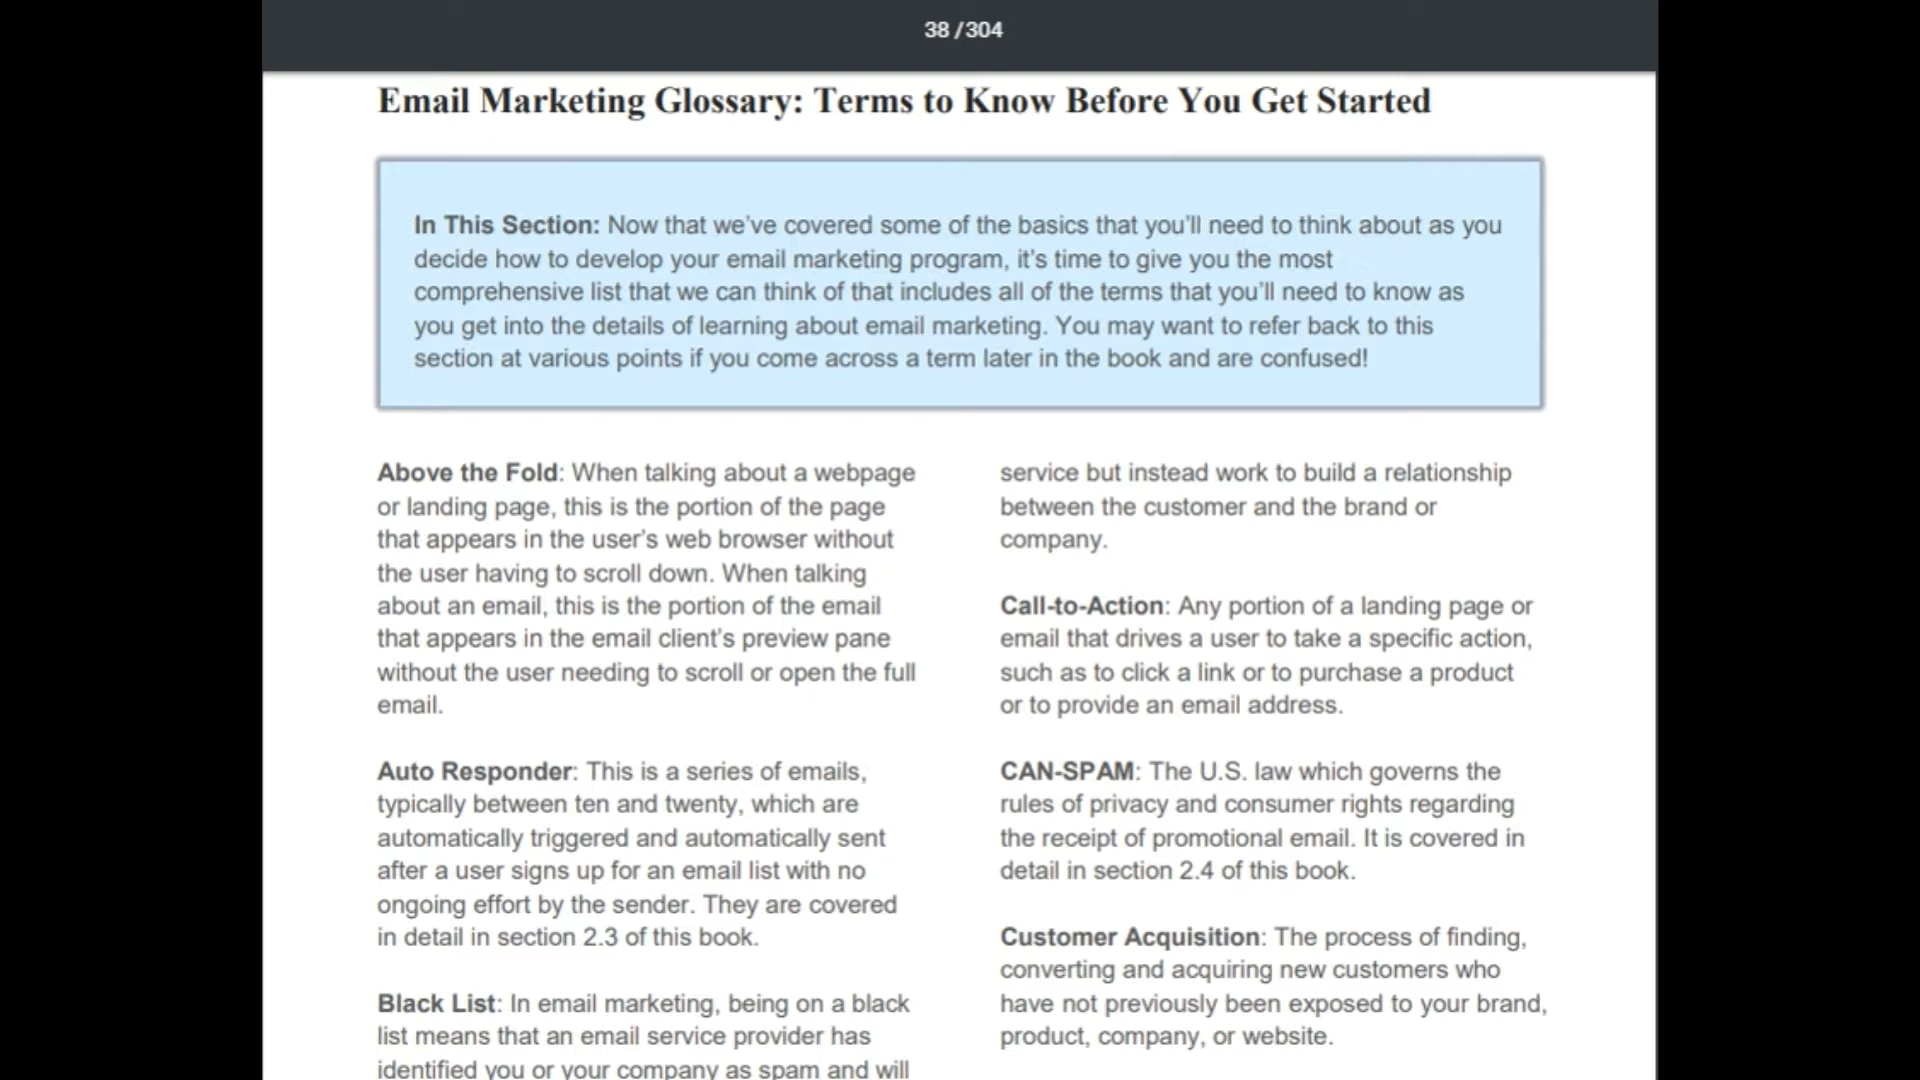 38 /304
Email Marketing Glossary: Terms to Know Before You Get Started
In This Section: Now that we’ve covered some of the basics that you’ll need to think about as you
decide how to develop your email marketing program, it’s time to give you the most
comprehensive list that we can think of that includes all of the terms that you’ll need to know as
you get into the details of learning about email marketing. You may want to refer back to this
section at various points if you come across a term later in the book and are confused!
Above the Fold: When talking about a webpage
or landing page, this is the portion of the page
that appears in the user’s web browser without
the user having to scroll down. When talking
about an email, this is the portion of the email
that appears in the email client’s preview pane
without the user needing to scroll or open the full
email.
Auto Responder: This is a series of emails,
typically between ten and twenty, which are
automatically triggered and automatically sent
after a user signs up for an email list with no
ongoing effort by the sender. They are covered
in detail in section 2.3 of this book.
Black List: In email marketing, being on a black
list means that an email service provider has
identified you or your company as spam and will
service but instead work to build a relationship
between the customer and the brand or
company.
Call-to-Action: Any portion of a landing page or
email that drives a user to take a specific action,
such as to click a link or to purchase a product
or to provide an email address.
CAN-SPAM: The U.S. law which governs the
rules of privacy and consumer rights regarding
the receipt of promotional email. It is covered in
detail in section 2.4 of this book.
Customer Acquisition: The process of finding,
converting and acquiring new customers who
have not previously been exposed to your brand,
product, company, or website.